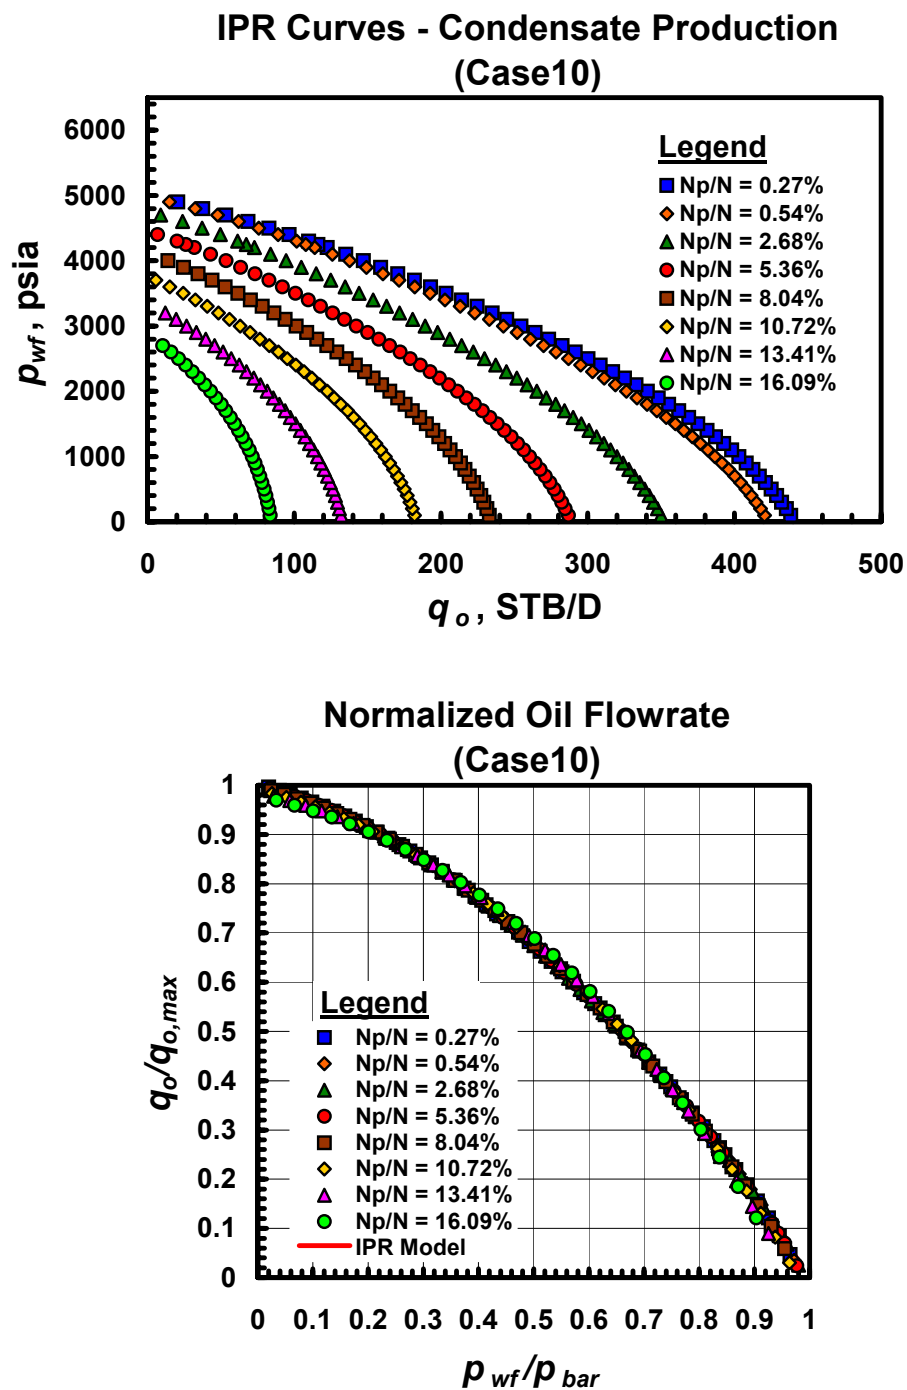 IPR Curves - Condensate Production
(Case10)
6000
5000
4000
3000
2000
1000
0
p wf , psia
Legend
Np/N = 0.27%
Np/N = 0.54%
Np/N = 2.68%
Np/N = 5.36%
Np/N = 8.04%
Np/N = 10.72%
Np/N = 13.41%
Np/N = 16.09%
0 100 200 300 400 500
q o , STB/D
Normalized Oil Flowrate
(Case10)
1
0.9
0.8
0.7
0.6
0.5
0.4
0.3
0.2
0.1
0
qo/qo,max
Legend
Np/N = 0.27%
Np/N = 0.54%
Np/N = 2.68%
Np/N = 5.36%
Np/N = 8.04%
Np/N = 10.72%
Np/N = 13.41%
Np/N = 16.09%
IPR Model
0 0.1 0.2 0.3 0.4 0.5 0.6 0.7 0.8 0.9 1
p wf /p bar